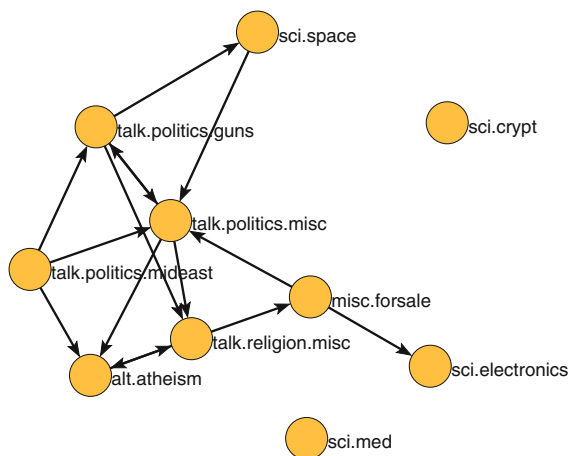 sci.space
talk.politics.guns
sci.crypt
talk.politics.misc
talk.politics.mideast
misc.forsale
talk.religion.misc
alt.atheism
sci.electronics
sci.med